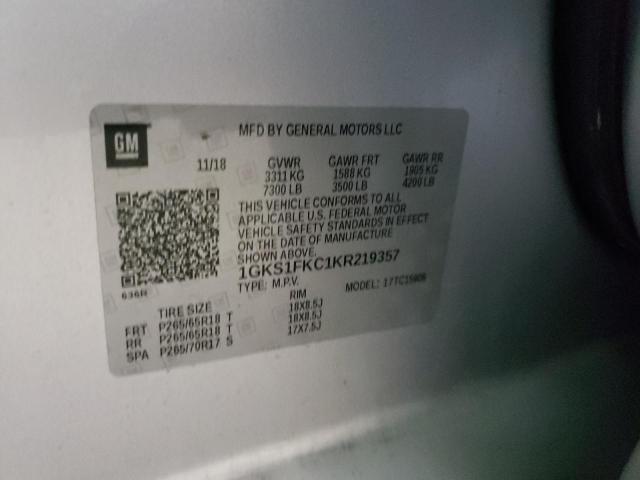 GM
MFD BY GENERAL MOTORS LLC
11/18 GVWR GAWR FRT GAWR RR
3311 KG 1588 KG 1905 KG
7300 LB 3500 LB 4200 LB
THIS VEHICLE CONFORMS TO ALL
APPLICABLE U.S. FEDERAL MOTOR
VEHICLE SAFETY STANDARDS IN EFFECT
ON THE DATE OF MANUFACTURE
SHOWN ABOVE.
1GKS1FKC1KR219357
TYPE: M.P.V. MODEL:
636R
TIRE SIZE RIM
FRT P265/65R18 T 18X8.5J
RR P265/65R18 T 18X8.5J
SPA P265/70R17 S 17X7.5J